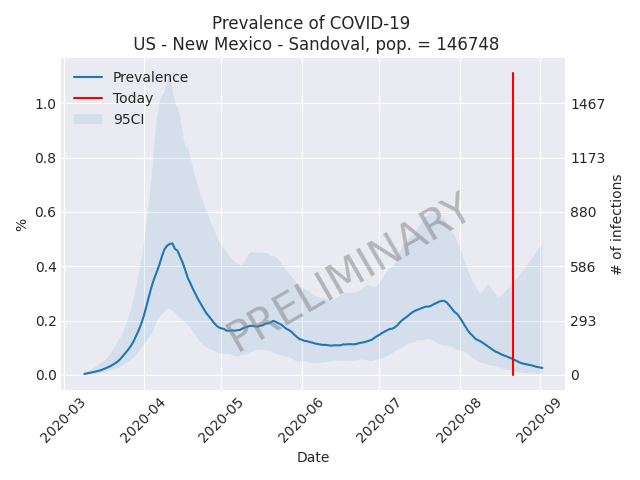 Prevalence of COVID-19
US - New Mexico - Sandoval, pop. = 146748
Prevalence
Today
95CI
PRELIMINARY
%
1.0
0.8
0.6
0.4
0.2
0.0
1467
1173
880
586
293
0
# of infections
2020-03
2020-04
2020-05
2020-06
2020-07
2020-08
2020-09
Date